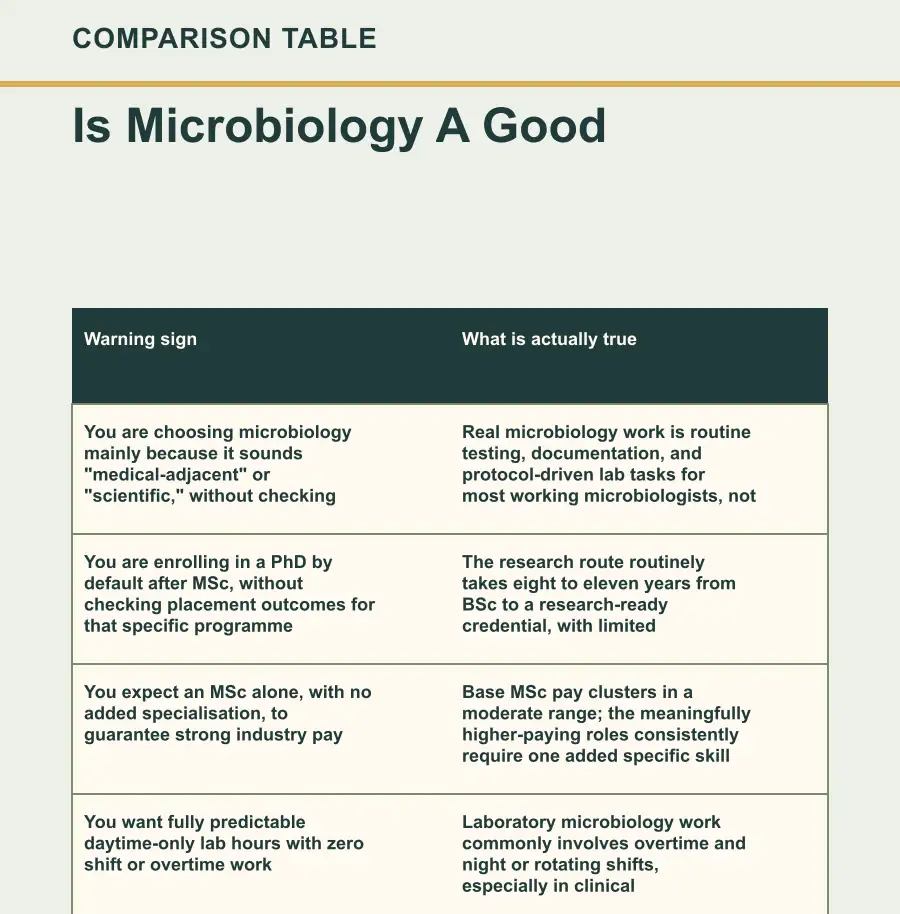 COMPARISON TABLE
Is Microbiology A Good
Warning sign
What is actually true
You are choosing microbiology
mainly because it sounds
"medical-adjacent" or
"scientific," without checking
Real microbiology work is routine
testing, documentation, and
protocol-driven lab tasks for
most working microbiologists, not
You are enrolling in a PhD by
default after MSc, without
checking placement outcomes for
that specific programme
The research route routinely
takes eight to eleven years from
BSc to a research-ready
credential, with limited
You expect an MSc alone, with no
added specialisation, to
guarantee strong industry pay
Base MSc pay clusters in a
moderate range; the meaningfully
higher-paying roles consistently
require one added specific skill
You want fully predictable
daytime-only lab hours with zero
shift or overtime work
Laboratory microbiology work
commonly involves overtime and
night or rotating shifts,
especially in clinical